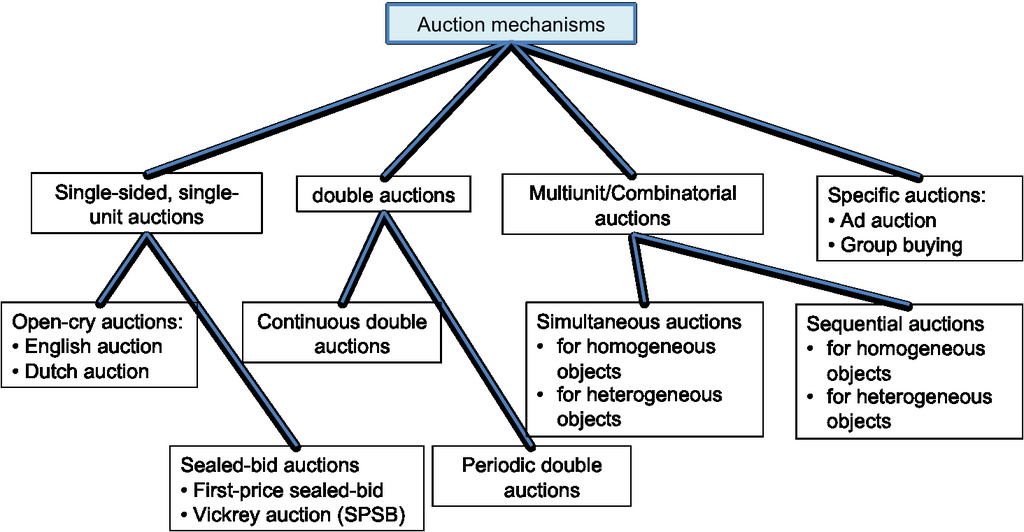 Auction mechanisms
Single-sided, single-
unit auctions
double auctions
Multiunit/Combinatorial
auctions
Specific auctions:
• Ad auction
• Group buying
Open-cry auctions:
• English auction
• Dutch auction
Continuous double
auctions
Simultaneous auctions
• for homogeneous
objects
• for heterogeneous
objects
Sequential auctions
• for homogeneous
objects
• for heterogeneous
objects
Sealed-bid auctions
• First-price sealed-bid
• Vickrey auction (SPSB)
Periodic double
auctions